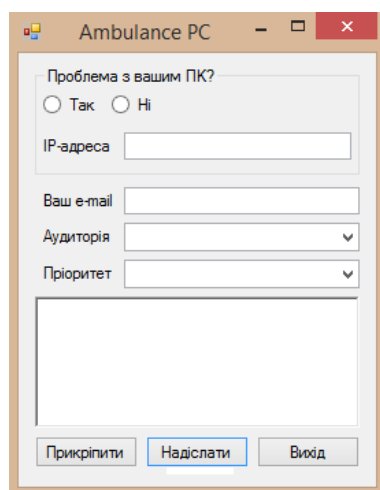 Ambulance PC
Проблема з вашим ПК?
Так Ні
IP-адреса
Ваш e-mail
Аудиторія
Пріоритет
Прикріпити Надіслати Вихід